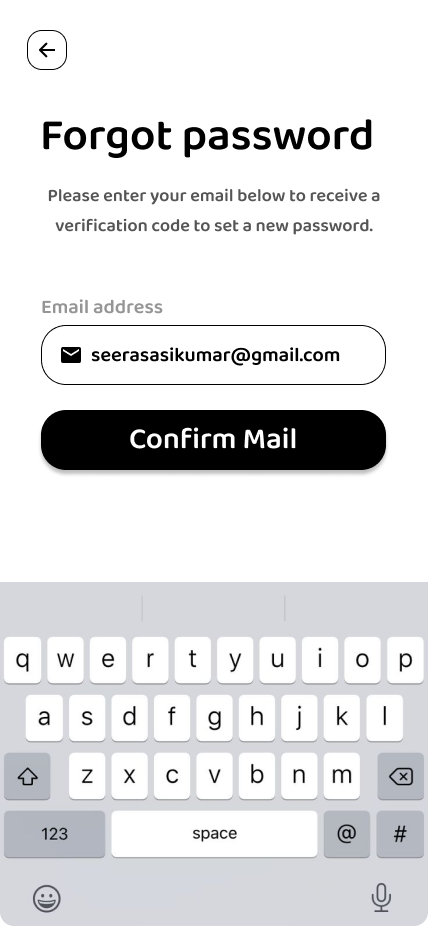 Forgot password
Please enter your email below to receive a
verification code to set a new password.
Email address
seerasasikumar@gmail.com
Confirm Mail
q w e r t y u i o p
a s d f g h j k l
z x c v b n m
123 space @ #